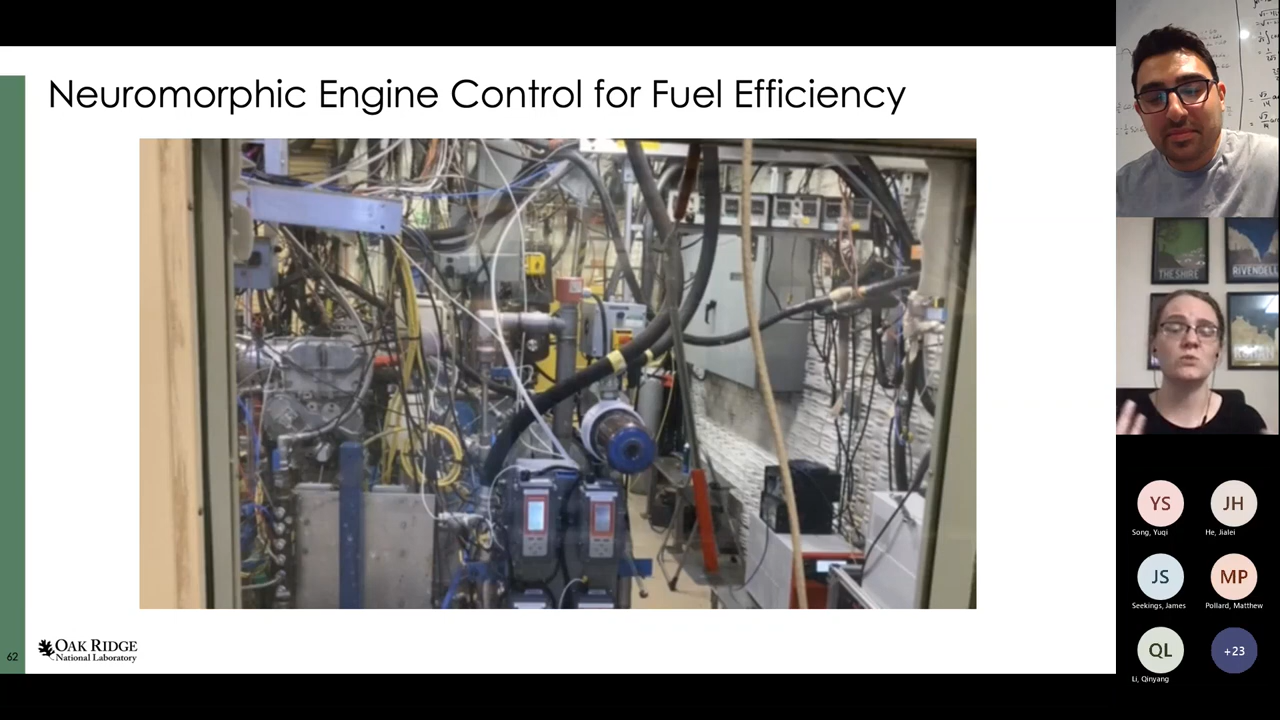 Neuromorphic Engine Control for Fuel Efficiency
62
OAK RIDGE
National Laboratory
THE SHIRE
RIVENDELL
YS
JH
Song, Yuqi
He, Jialei
JS
MP
Seekings, James
Pollard, Matthew
QL
+23
Li, Qinyang